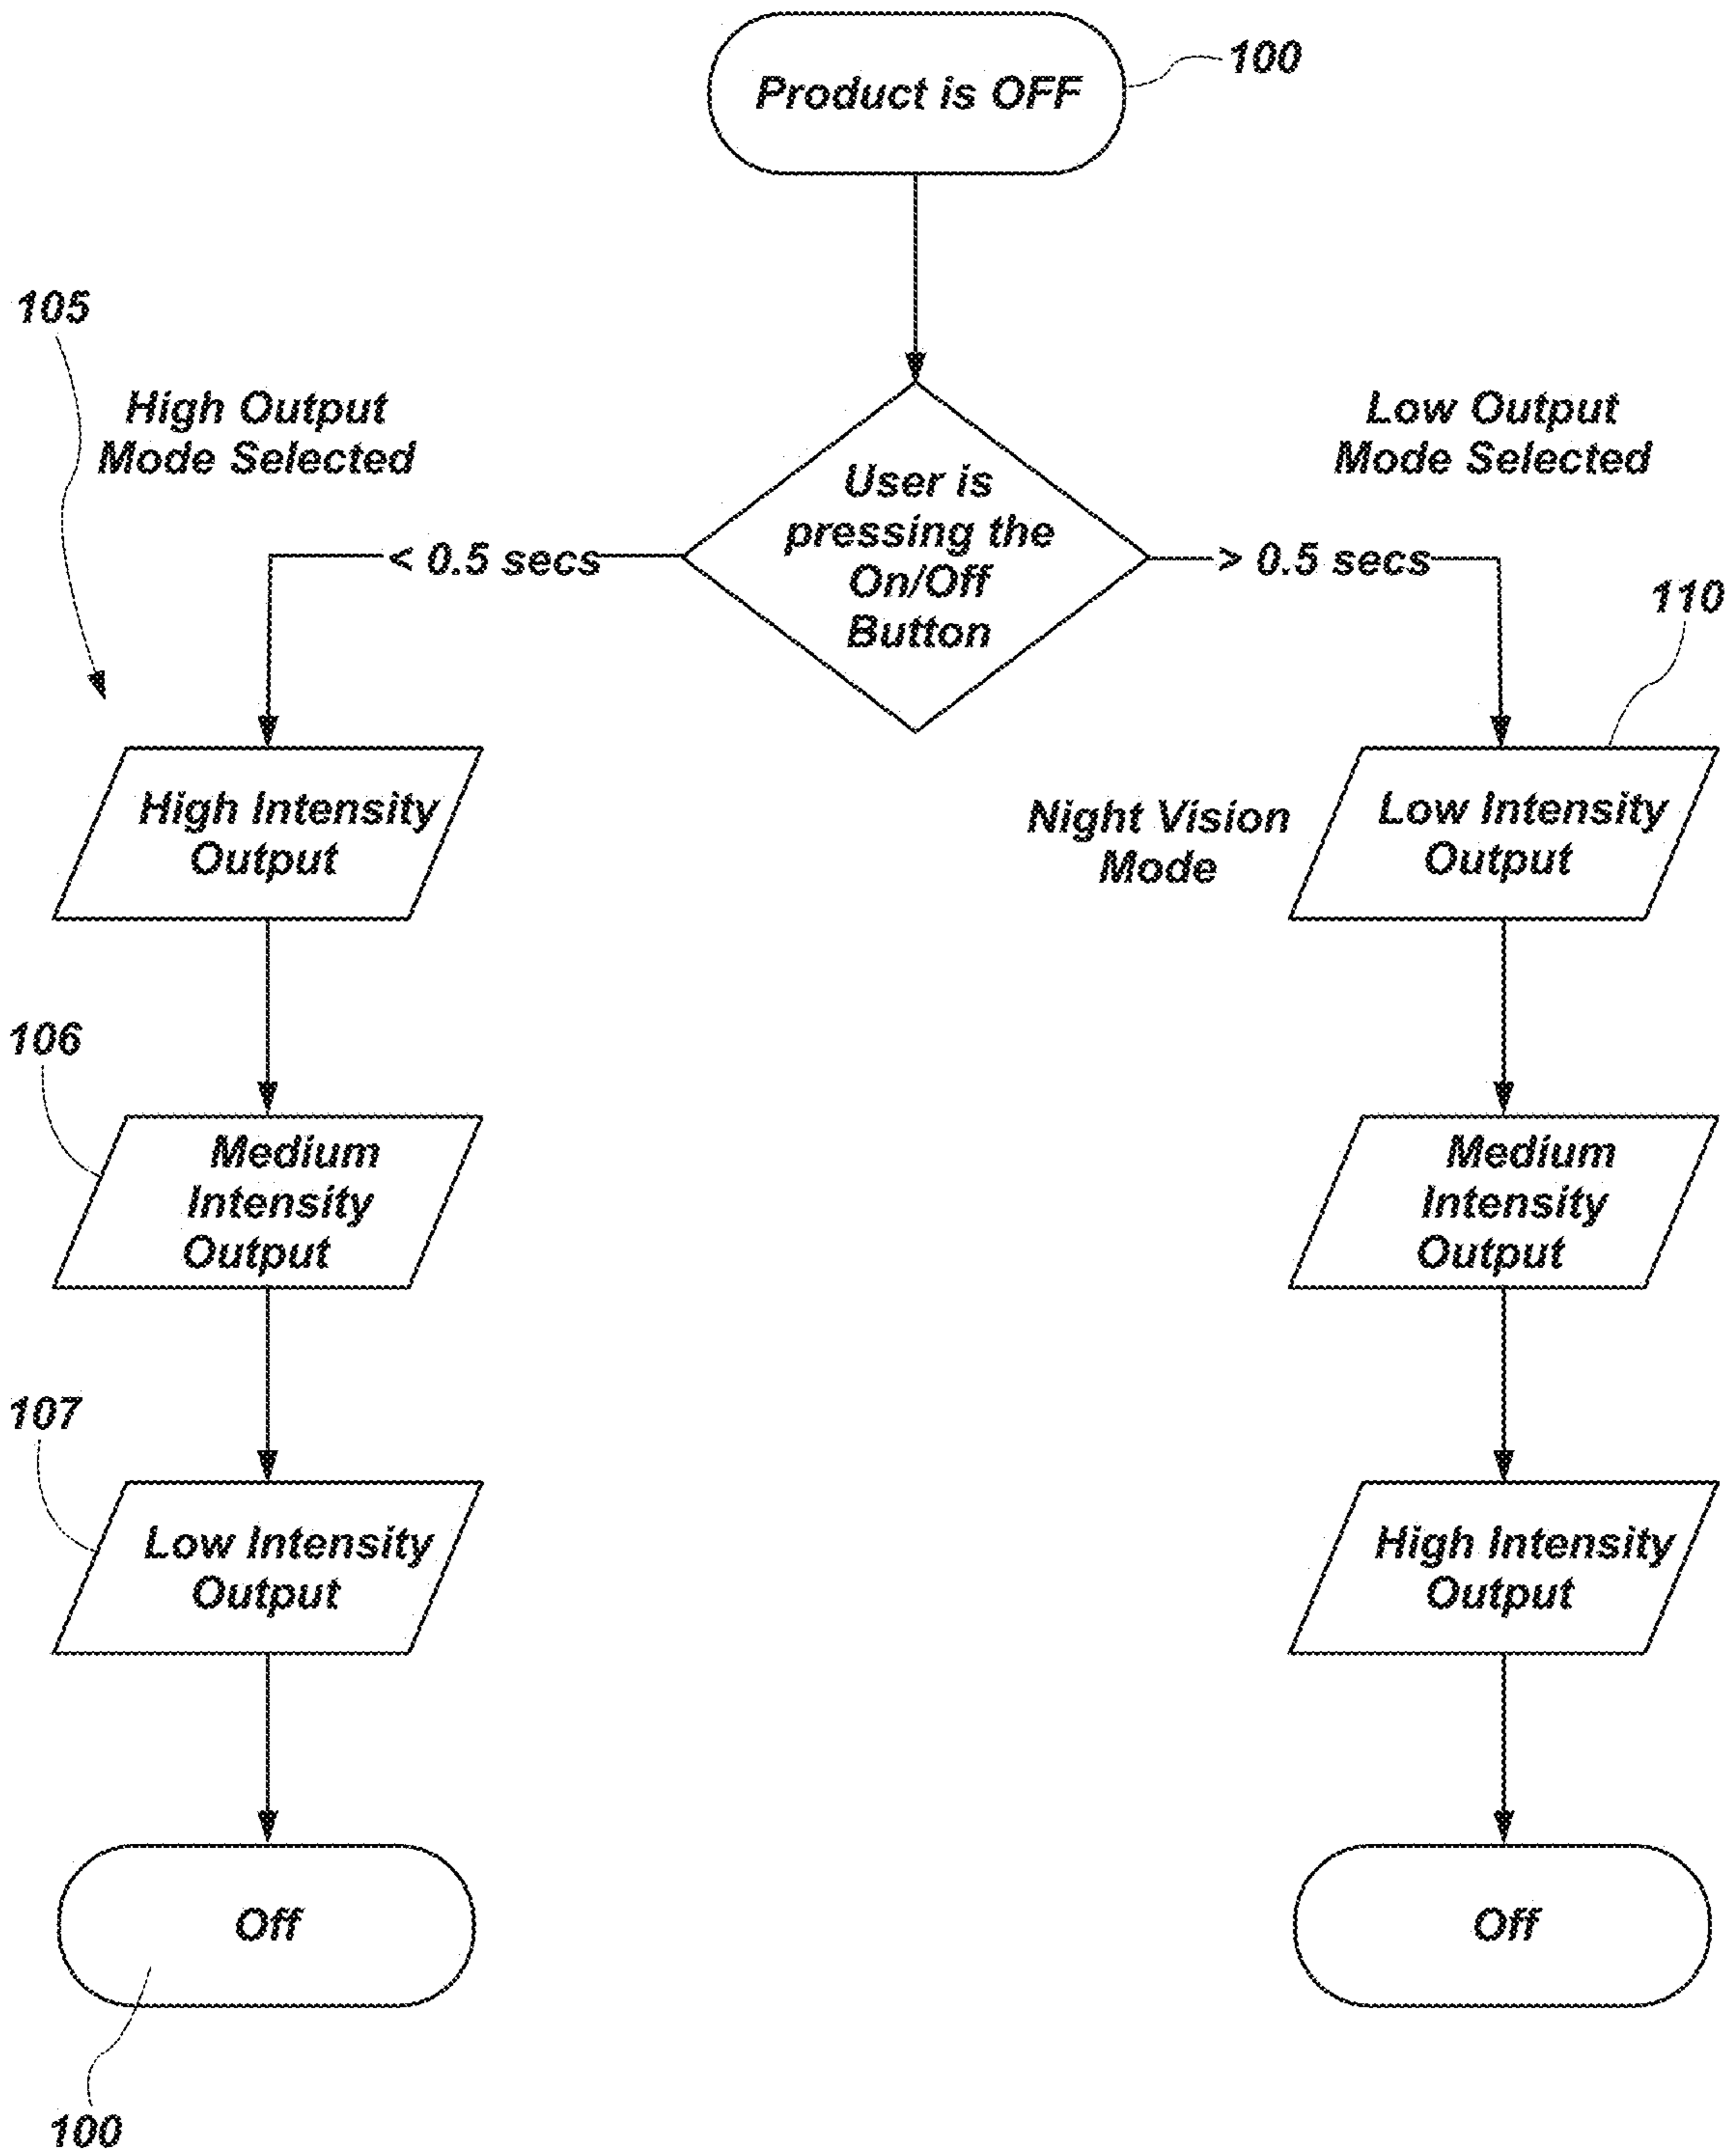 Product is OFF
100
105
High Output
Mode Selected
Low Output
Mode Selected
User is
pressing the
On/Off
Button
< 0.5 secs
> 0.5 secs
110
High Intensity
Output
Night Vision
Mode
Low Intensity
Output
106
Medium
Intensity
Output
Medium
Intensity
Output
107
Low Intensity
Output
High Intensity
Output
Off
Off
100